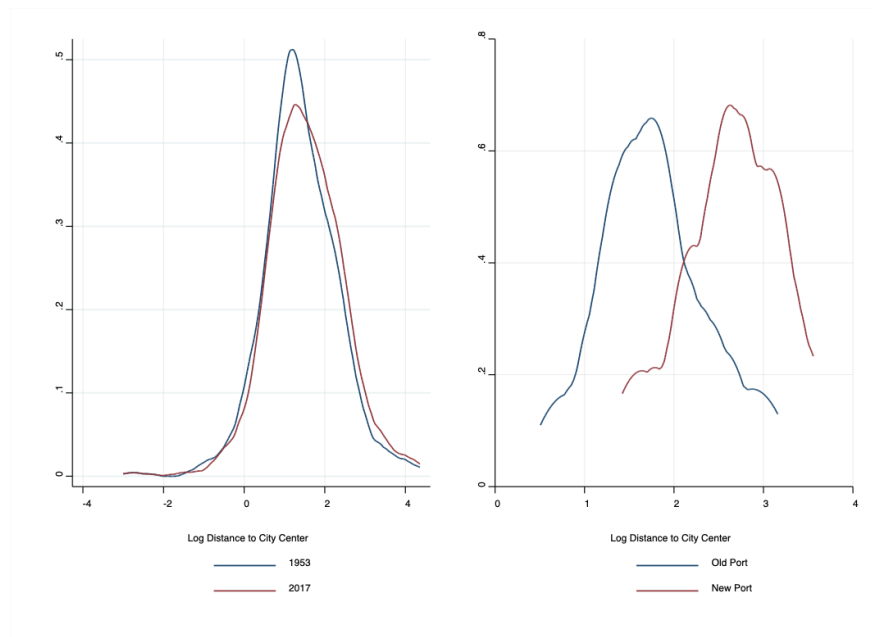 .5
.4
.3
.2
.1
0
-4 -2 0 2 4
Log Distance to City Center
1953
2017
.8
.6
.4
.2
0
0 1 2 3 4
Log Distance to City Center
Old Port
New Port